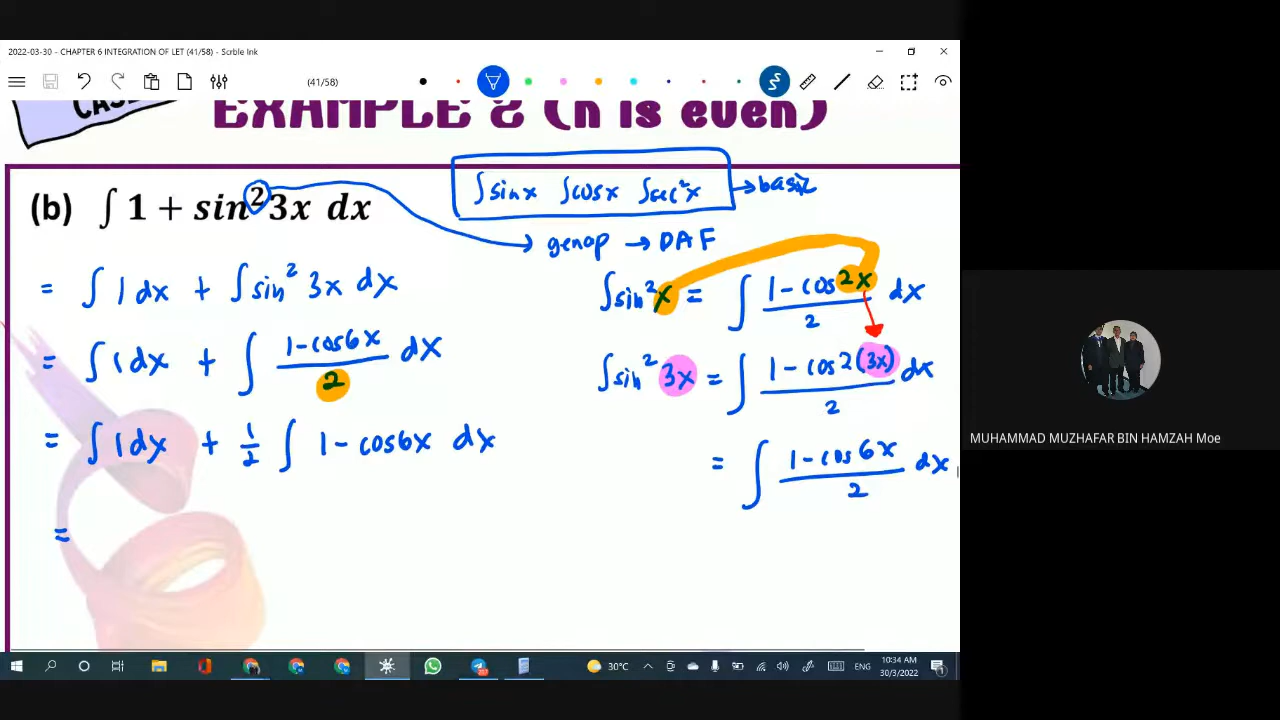 2022-03-30 - CHAPTER 6 INTEGRATION OF LET (41/58) - Scrble Ink
(41/58)
CASE
EXAMPLE 2 (n is even)
(b) ∫ 1 + sin² 3x dx
∫sin x ∫cos x ∫sec²x → basic
→ genap → DAF
= ∫ 1 dx + ∫ sin² 3x dx
= ∫ 1 dx + ∫ (1 - cos 6x)/2 dx
= ∫ 1 dx + 1/2 ∫ 1 - cos 6x dx
=
∫ sin² x = ∫ (1 - cos 2x)/2 dx
∫ sin² 3x = ∫ (1 - cos 2(3x))/2 dx
= ∫ (1 - cos 6x)/2 dx
MUHAMMAD MUZHAFAR BIN HAMZAH Moe
30°C
ENG
10:34 AM
30/3/2022